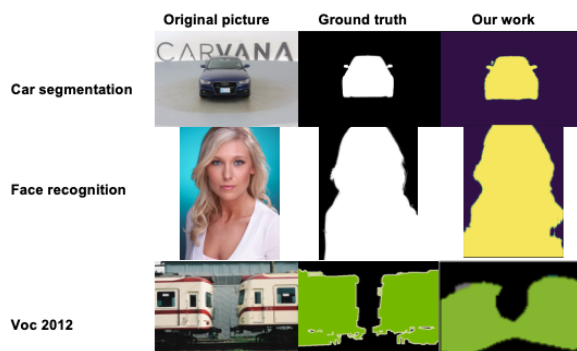 Original picture Ground truth Our work
CARVANA
Car segmentation
Face recognition
Voc 2012